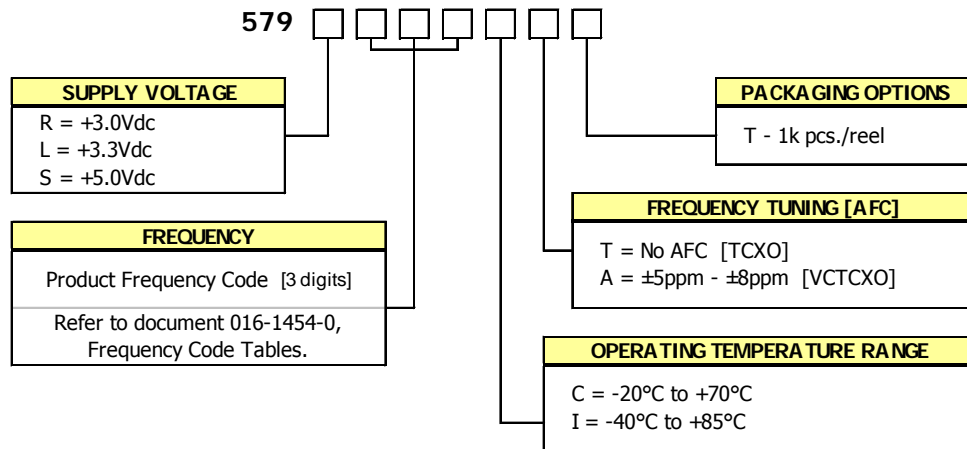 579
SUPPLY VOLTAGE
R = +3.0Vdc
L = +3.3Vdc
S = +5.0Vdc
PACKAGING OPTIONS
T - 1k pcs./reel
FREQUENCY TUNING [AFC]
T = No AFC [TCXO]
A = ±5ppm - ±8ppm [VCTCXO]
FREQUENCY
Product Frequency Code [3 digits]
Refer to document 016-1454-0,
Frequency Code Tables.
OPERATING TEMPERATURE RANGE
C = -20°C to +70°C
I = -40°C to +85°C